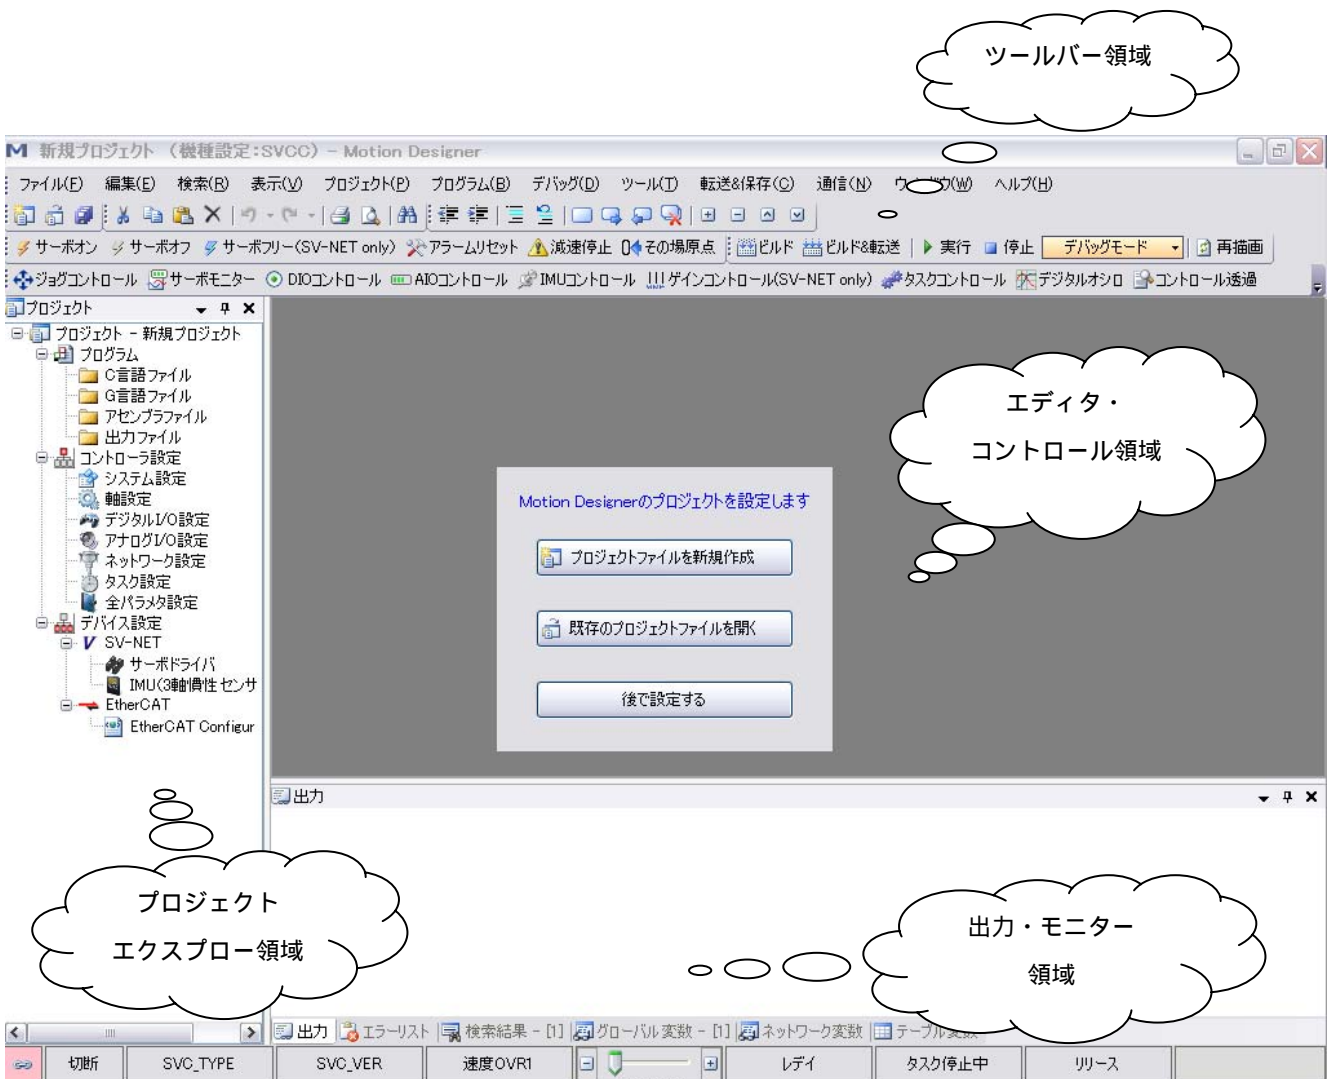 ツールバー領域
新規プロジェクト （機種設定:SVCC） - Motion Designer
ファイル(F) 編集(E) 検索(R) 表示(V) プロジェクト(P) プログラム(B) デバッグ(D) ツール(T) 転送&保存(C) 通信(N) ウ ウ(W) ヘルプ(H)
サーボオン サーボオフ サーボフリー(SV-NET only) アラームリセット 減速停止 その場原点 ビルド ビルド&転送 実行 停止 デバッグモード 再描画
ジョグコントロール サーボモニター DIOコントロール AIOコントロール IMUコントロール ゲインコントロール(SV-NET only) タスクコントロール デジタルオシロ コントロール透過
プロジェクト
プロジェクト - 新規プロジェクト
プログラム
C言語ファイル
G言語ファイル
アセンブラファイル
出力ファイル
コントローラ設定
システム設定
軸設定
デジタルI/O設定
アナログI/O設定
ネットワーク設定
タスク設定
全パラメタ設定
デバイス設定
SV-NET
サーボドライバ
IMU(3軸慣性センサ
EtherCAT
EtherCAT Configur
エディタ・
コントロール領域
Motion Designerのプロジェクトを設定します
プロジェクトファイルを新規作成
既存のプロジェクトファイルを開く
後で設定する
出力
プロジェクト
エクスプロー領域
出力・モニター
領域
出力 エラーリスト 検索結果 - [1] グローバル変数 - [1] ネットワーク変数 テーブル変数
切断 SVC_TYPE SVC_VER 速度OVR1 レディ タスク停止中 リリース